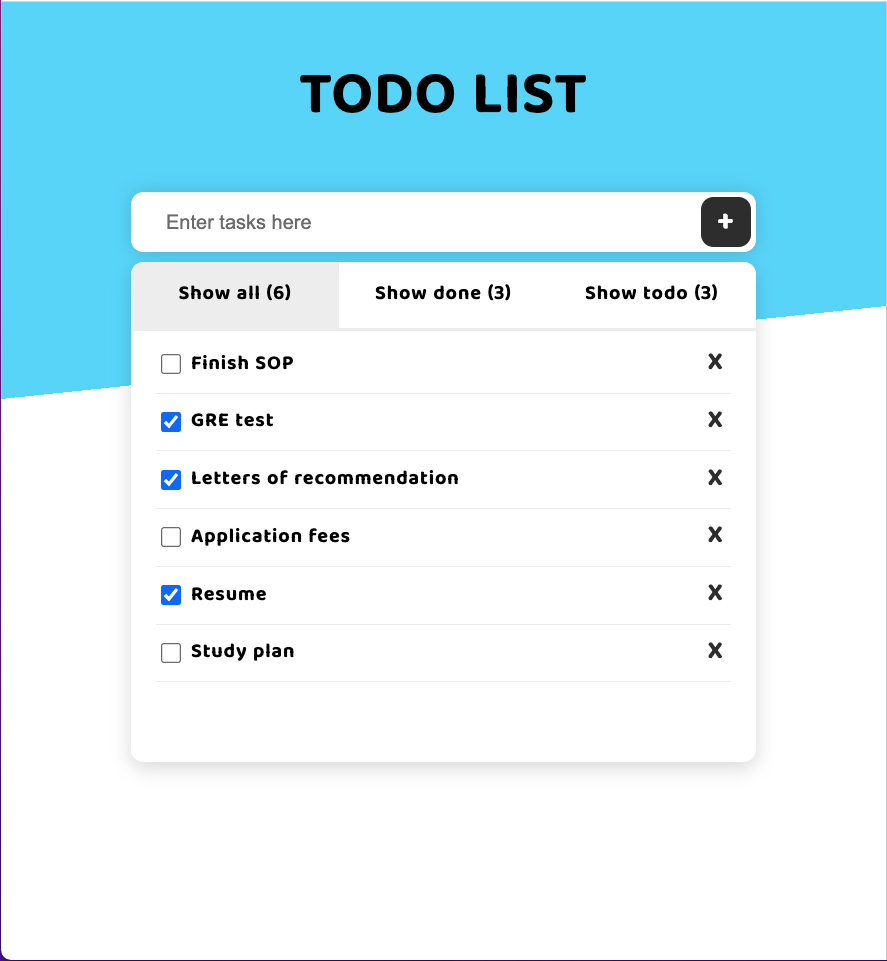 TODO LIST
Enter tasks here
+
Show all (6) Show done (3) Show todo (3)
Finish SOP X
GRE test X
Letters of recommendation X
Application fees X
Resume X
Study plan X